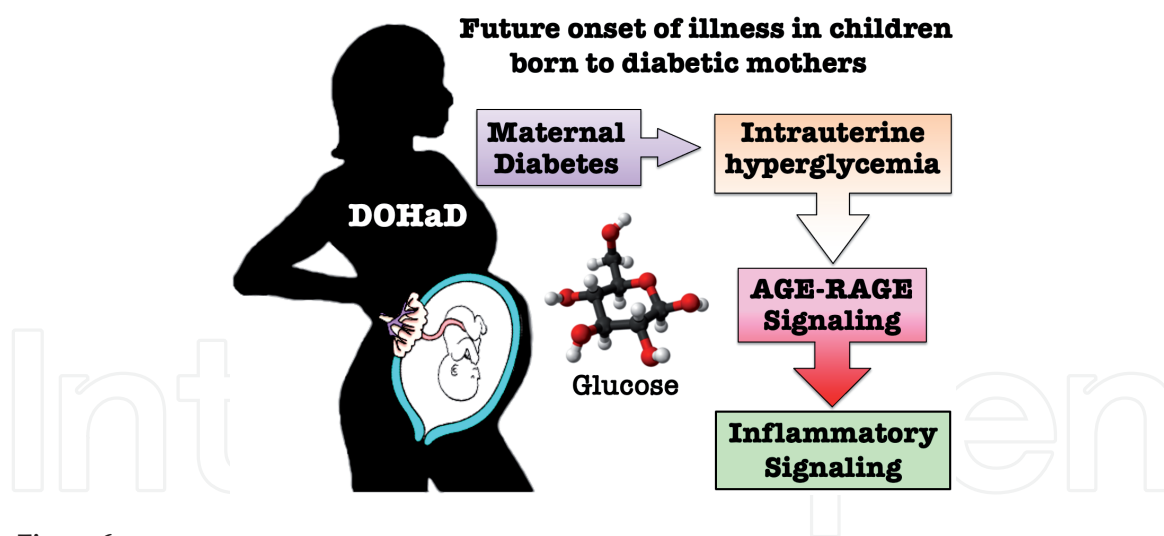 Future onset of illness in children
born to diabetic mothers
Maternal
Diabetes
Intrauterine
hyperglycemia
DOHaD
AGE-RAGE
Signaling
Glucose
Inflammatory
Signaling